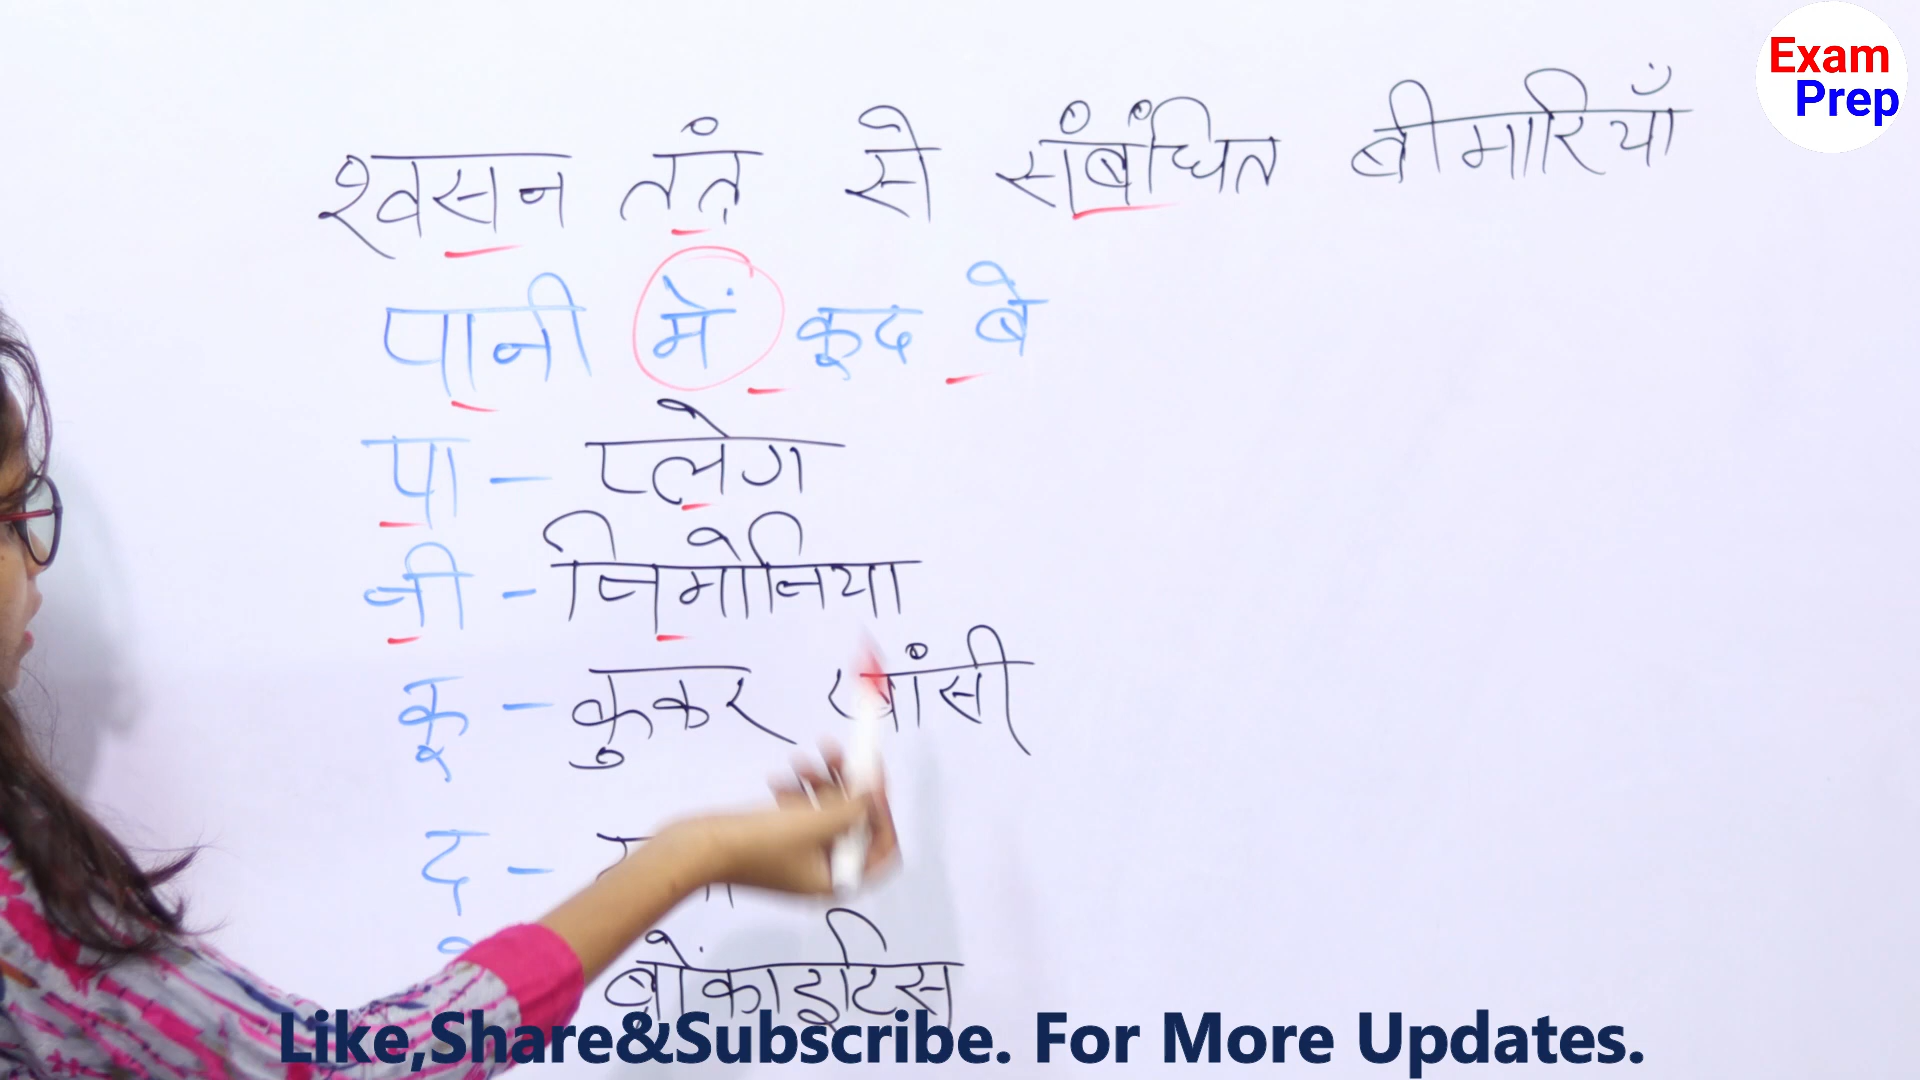 Exam
Prep
श्वसन तंत्र से संबंधित बीमारियाँ
पानी में कूद बे
पा - प्लेग
नी - निमोनिया
कू - कुकर खांसी
द -
ब्रोंकाइटिस
Like,Share&Subscribe. For More Updates.